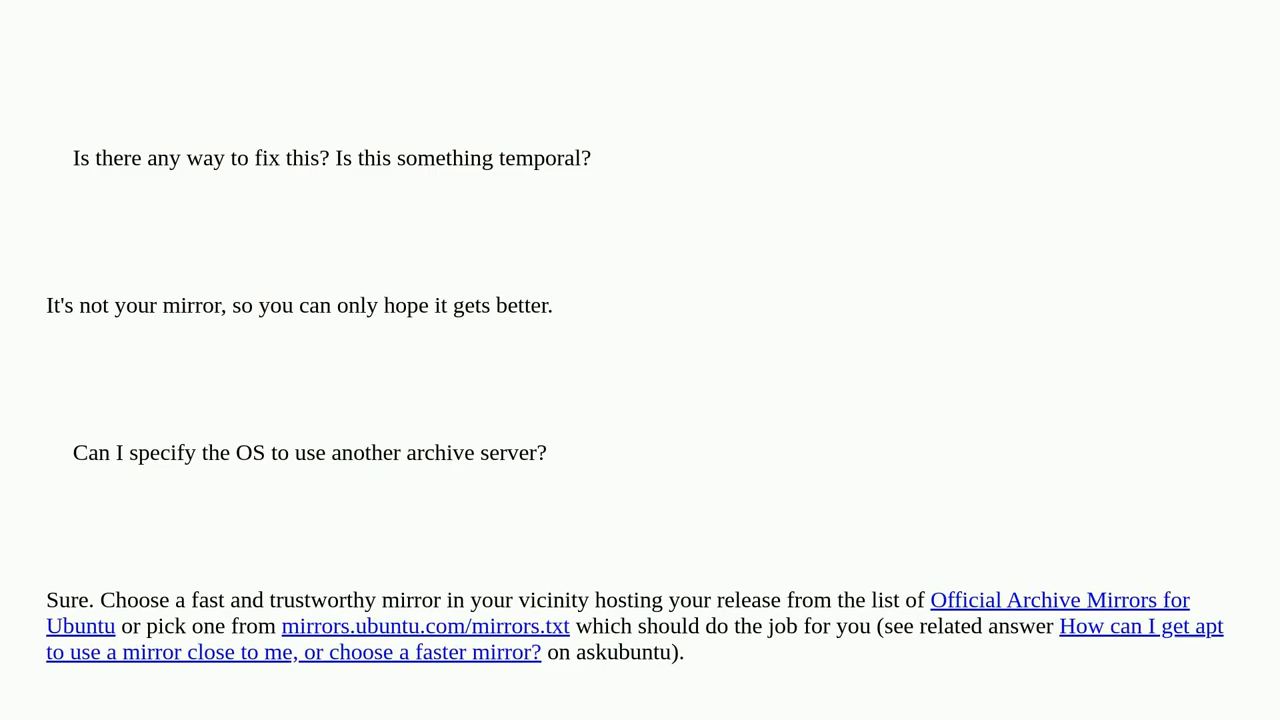 Is there any way to fix this? Is this something temporal?
It's not your mirror, so you can only hope it gets better.
Can I specify the OS to use another archive server?
Sure. Choose a fast and trustworthy mirror in your vicinity hosting your release from the list of Official Archive Mirrors for
Ubuntu or pick one from mirrors.ubuntu.com/mirrors.txt which should do the job for you (see related answer How can I get apt
to use a mirror close to me, or choose a faster mirror? on askubuntu).